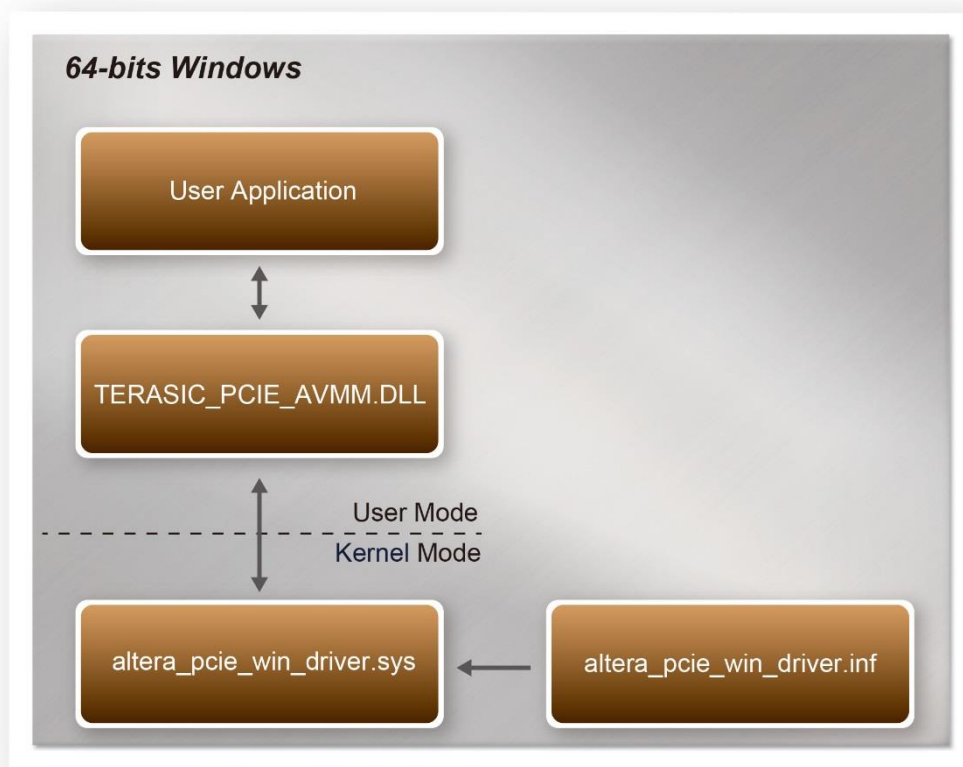 64-bits Windows
User Application
TERASIC_PCIE_AVMM.DLL
User Mode
Kernel Mode
altera_pcie_win_driver.sys
altera_pcie_win_driver.inf